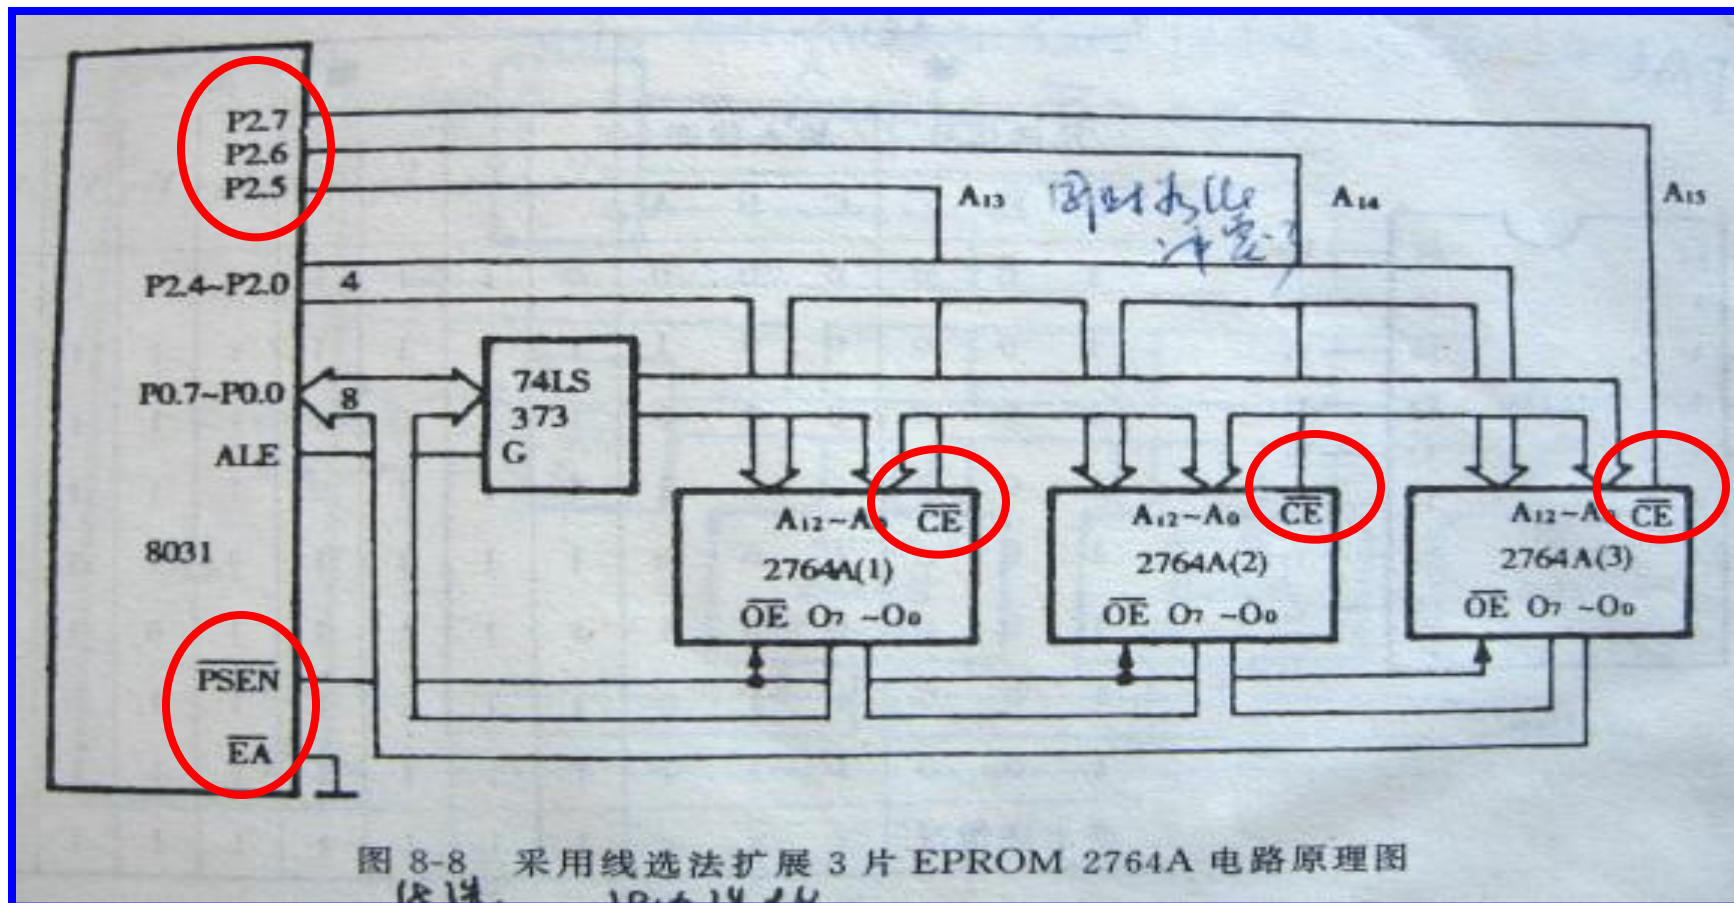 P2.7
P2.6
P2.5
A13
A14
A15
P2.4~P2.0
4
P0.7~P0.0
8
74LS
373
G
ALE
8031
A12~A0 CE
2764A(1)
OE O7 ~O0
A12~A0 CE
2764A(2)
OE O7 ~O0
A12~A0 CE
2764A(3)
OE O7 ~O0
PSEN
EA
图 8-8 采用线选法扩展 3 片 EPROM 2764A 电路原理图